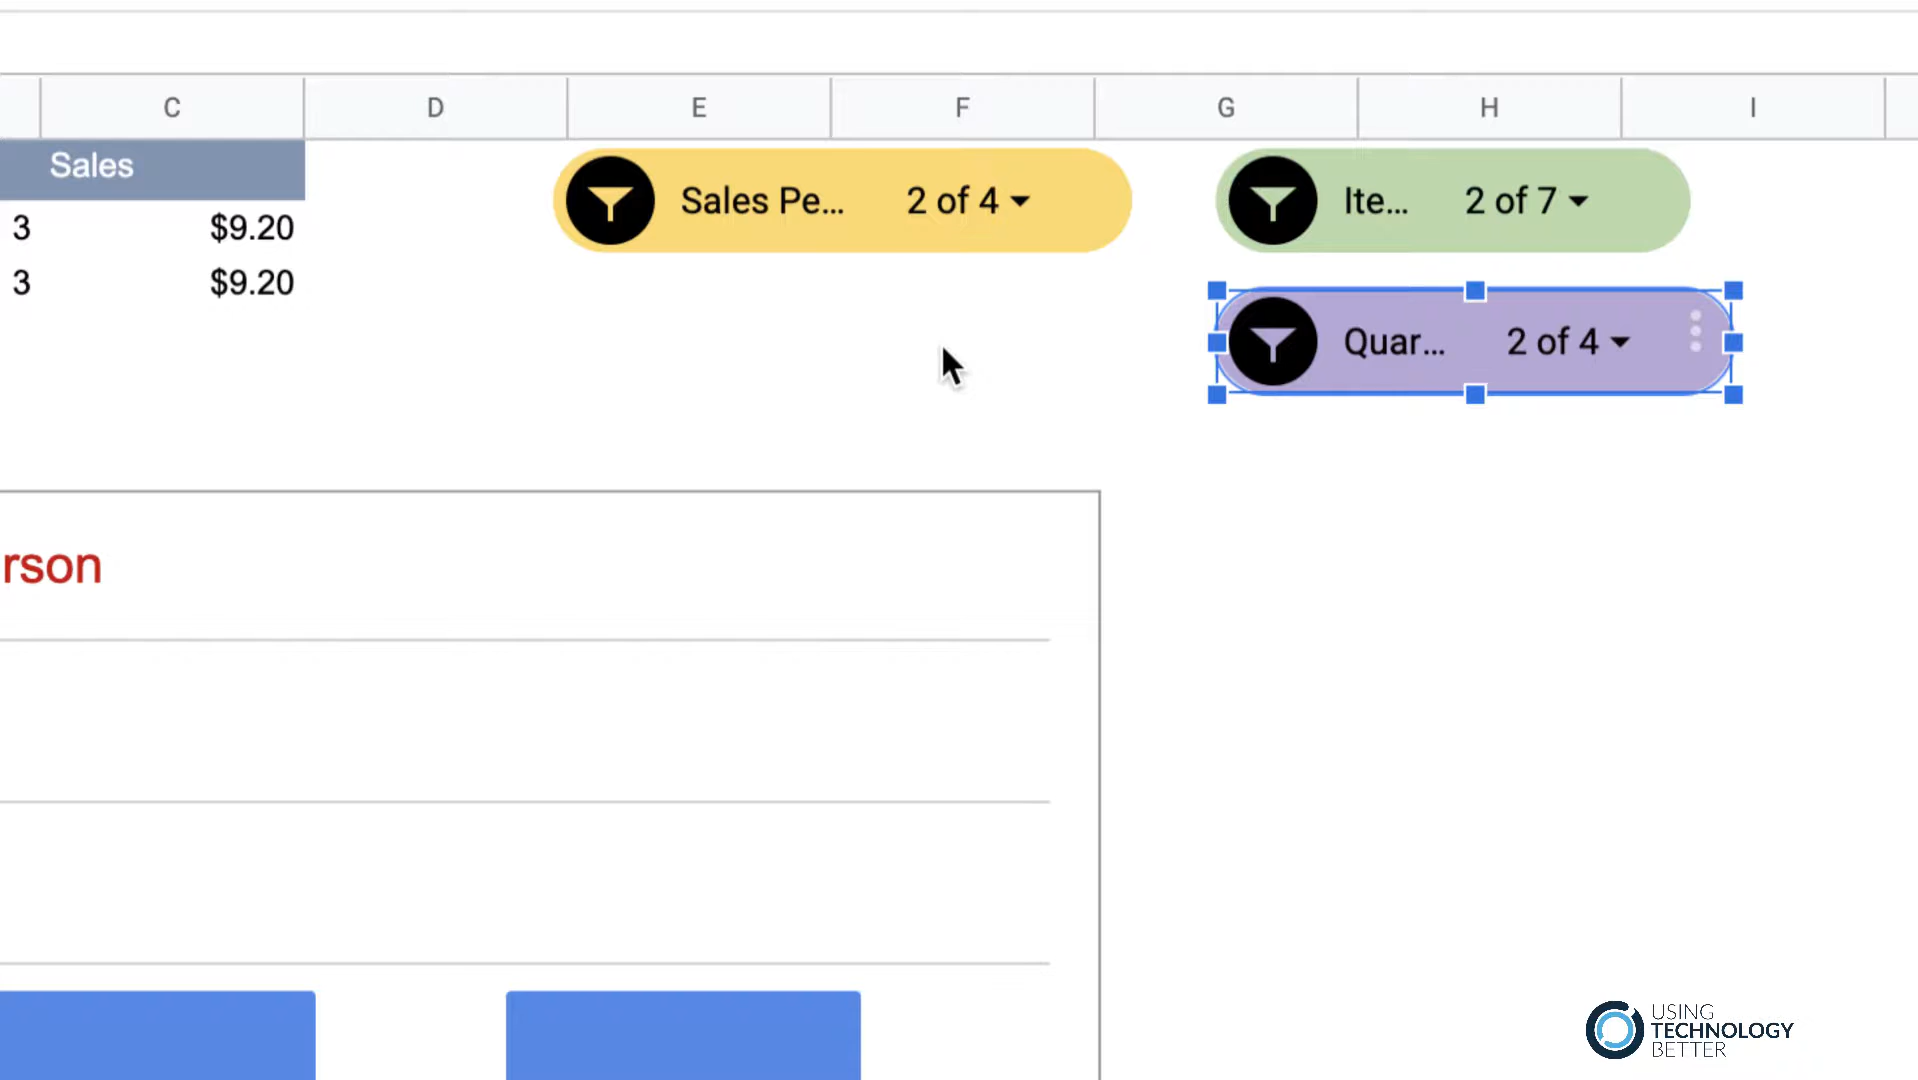 C D E F G H I
Sales
Sales Pe... 2 of 4
Ite... 2 of 7
3 $9.20
3 $9.20
Quar... 2 of 4
rson
USING
TECHNOLOGY
BETTER